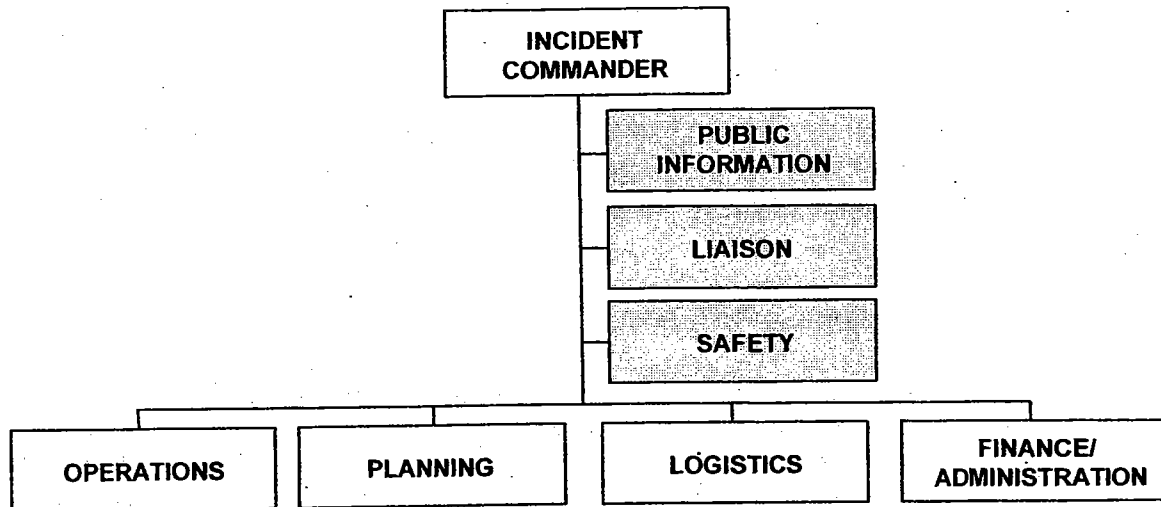 INCIDENT
COMMANDER
PUBLIC
INFORMATION
LIAISON
SAFETY
OPERATIONS
PLANNING
LOGISTICS
FINANCE/
ADMINISTRATION